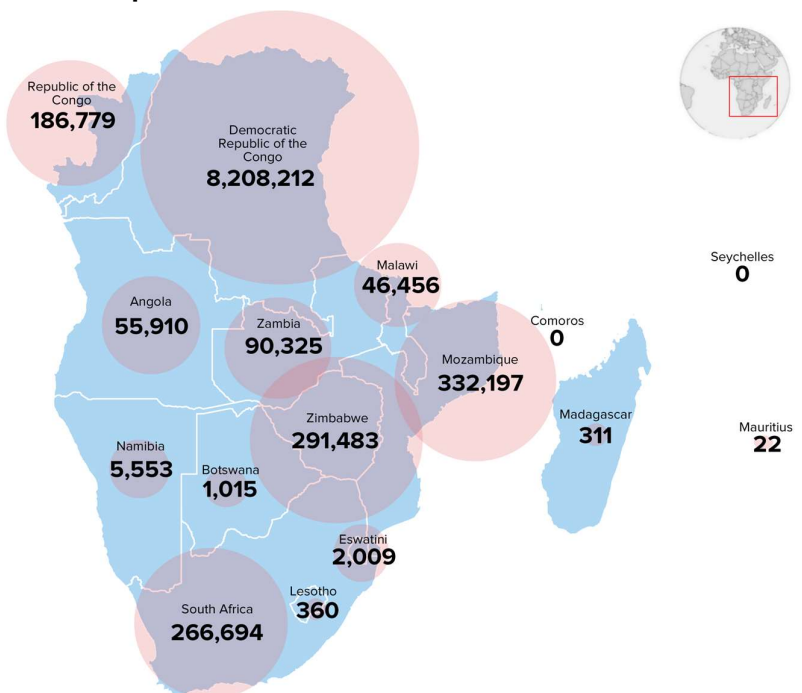 Republic of the
Congo
186,779
Democratic
Republic of the
Congo
8,208,212
Malawi
46,456
Seychelles
0
Angola
55,910
Zambia
90,325
Comoros
0
Mozambique
332,197
Zimbabwe
291,483
Madagascar
311
Mauritius
22
Namibia
5,553
Botswana
1,015
Eswatini
2,009
Lesotho
360
South Africa
266,694